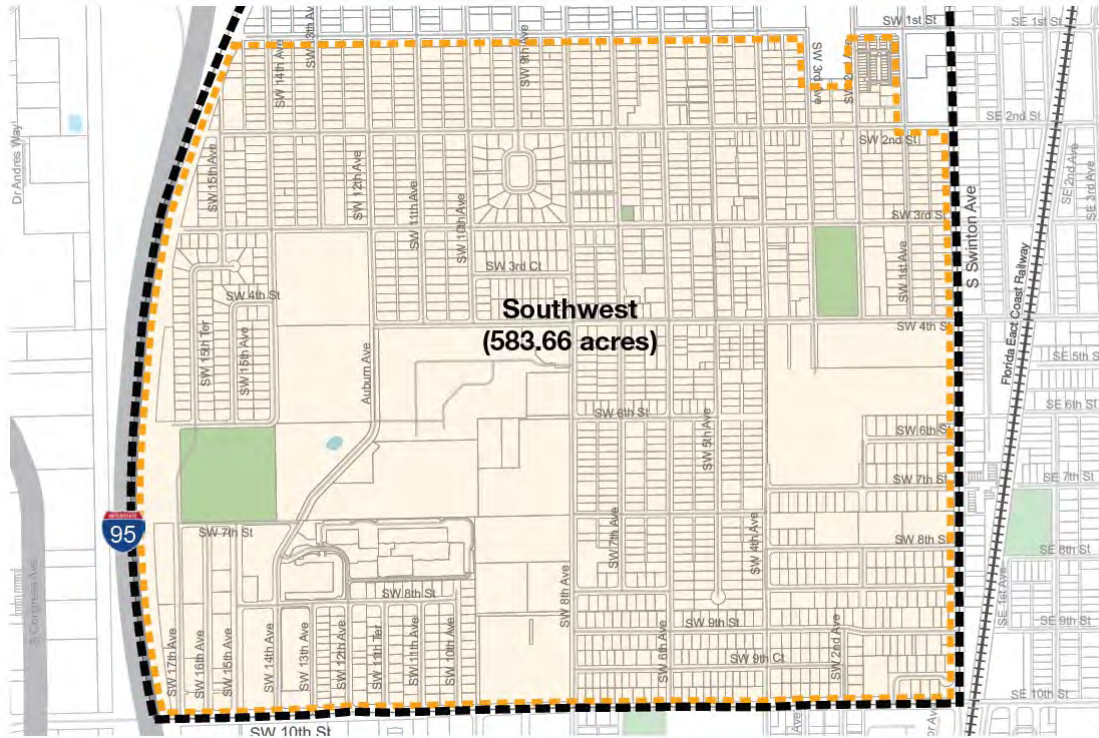 SW 1st St
SE 1st St
SW 13th Av
SW 14th Ave
SW 9th Ave
SW 3rd Ave
Dr Andres Way
SE 2nd St
SW 2nd St
SW 15th Ave
SW 12th Ave
SW 11th Ave
SW 10th Ave
SE 2nd Ave
SE 3rd Ave
SW 3rd S
S Swinton Ave
SW 1st Ave
SW 3rd Ct
SW 4th St
Southwest
(583.66 acres)
SW 4th S
Florida East Coast Railway
SW 15th Ter
SW 15th Ave
Auburn Ave
SE 5th S
SE 6th St
SW 6th St
SW 5th Ave
SW 6th S
SW 7th St
SE 7th St
INTERSTATE
95
SW 7th St
SW 7th Ave
SW 4th Ave
SW 8th S
SE 8th St
S Congress Ave
SW 8th St
SW 8th Ave
SE 1st Ave
SW 9th St
SE 9th St
SW 17th Ave
SW 16th Ave
SW 15th Ave
SW 14th Ave
SW 13th Ave
SW 12th Ave
SW 11th Ter
SW 11th Ave
SW 10th Ave
SW 6th Ave
SW 9th Ct
SW 2nd Ave
SE 10th St
SW 10th St
Ave